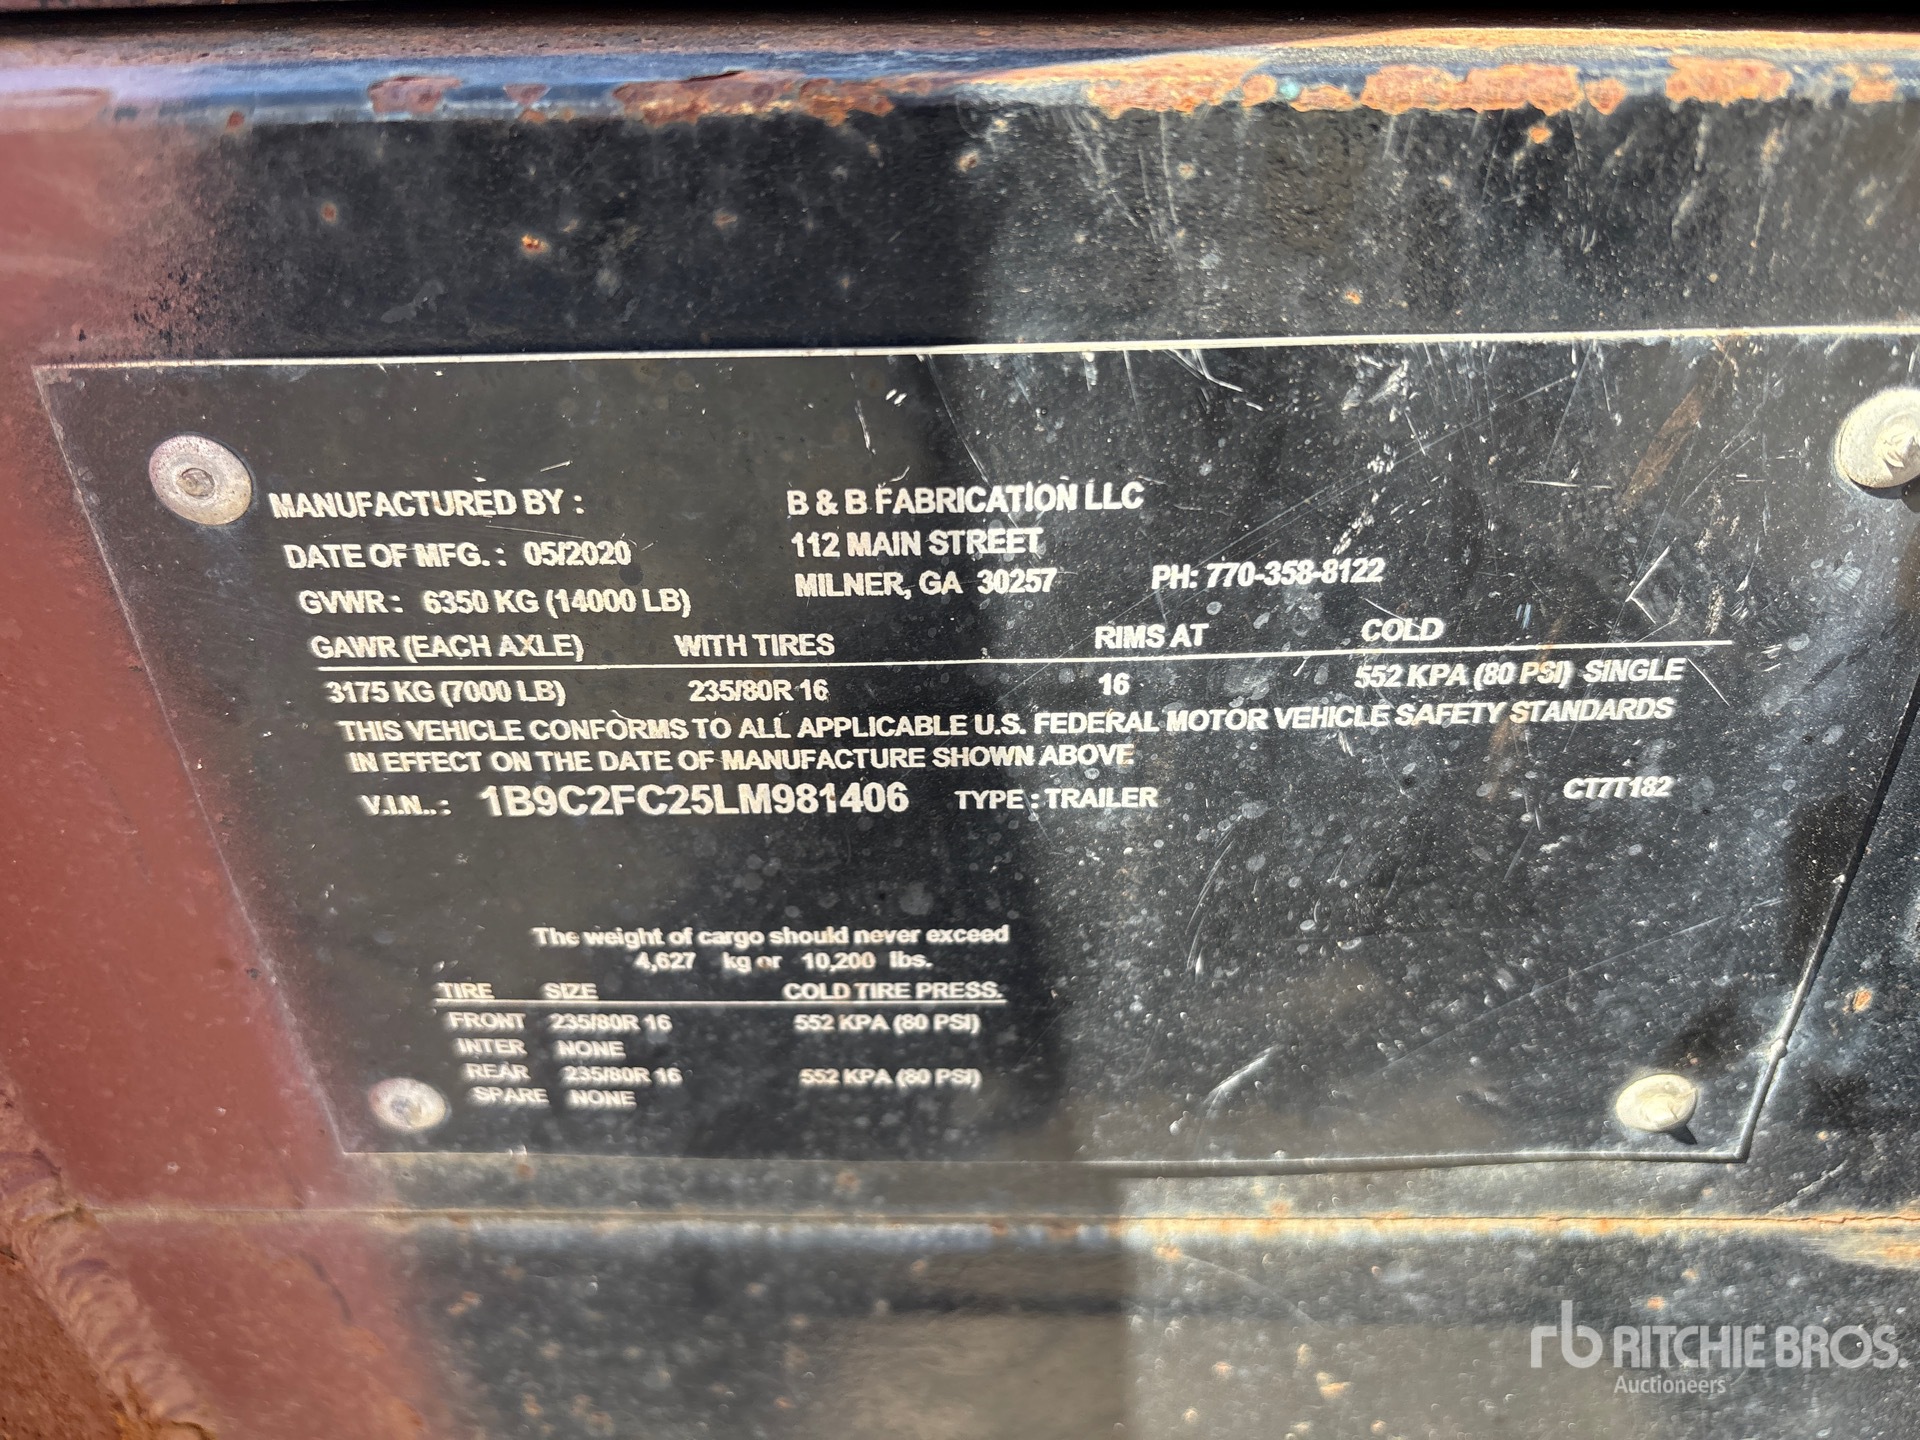 MANUFACTURED BY : B & B FABRICATION LLC
DATE OF MFG. : 05/2020 112 MAIN STREET
GVWR : 6350 KG (14000 LB) MILNER, GA 30257 PH: 770-358-8122
GAWR (EACH AXLE) WITH TIRES RIMS AT COLD
3175 KG (7000 LB) 235/80R 16 16 552 KPA (80 PSI) SINGLE
THIS VEHICLE CONFORMS TO ALL APPLICABLE U.S. FEDERAL MOTOR VEHICLE SAFETY STANDARDS
IN EFFECT ON THE DATE OF MANUFACTURE SHOWN ABOVE
V.I.N.. : 1B9C2FC25LM981406 TYPE : TRAILER CT7T182
The weight of cargo should never exceed
4,627 kg or 10,200 lbs.
TIRE SIZE COLD TIRE PRESS.
FRONT 235/80R 16 552 KPA (80 PSI)
INTER NONE
REAR 235/80R 16 552 KPA (80 PSI)
SPARE NONE
rb RITCHIE BROS.
Auctioneers